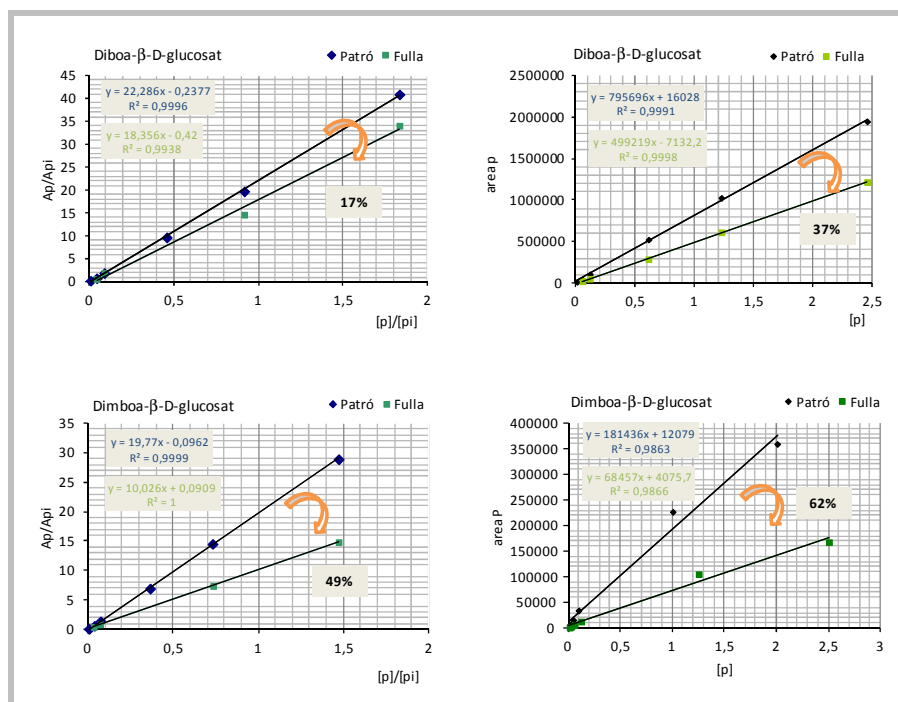 Diboa-β-D-glucosat
Patró
Fulla
45
40
35
30
25
20
15
10
5
0
Ap/Api
y = 22,286x - 0,2377
R² = 0,9996
y = 18,356x - 0,42
R² = 0,9938
17%
0
0,5
1
1,5
2
[p]/[pi]
Diboa-β-D-glucosat
Patró
Fulla
2500000
2000000
1500000
1000000
500000
0
area p
y = 795696x + 16028
R² = 0,9991
y = 499219x - 7132,2
R² = 0,9998
37%
0
0,5
1
1,5
2
2,5
[p]
Dimboa-β-D-glucosat
Patró
Fulla
35
30
25
20
15
10
5
0
Ap/Api
y = 19,77x - 0,0962
R² = 0,9999
y = 10,026x + 0,0909
R² = 1
49%
0
0,5
1
1,5
2
[p]/[pi]
Dimboa-β-D-glucosat
Patró
Fulla
400000
350000
300000
250000
200000
150000
100000
50000
0
area P
y = 181436x + 12079
R² = 0,9863
y = 68457x + 4075,7
R² = 0,9866
62%
0
1
2
3
[p]